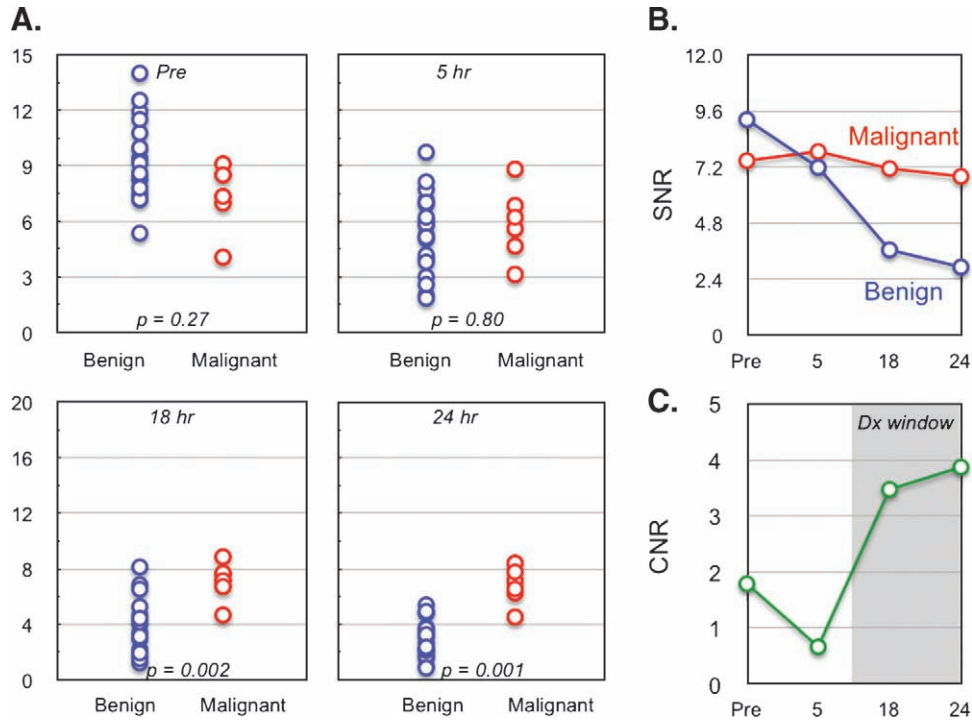 A.
15
12
9
6
3
0
Pre
p = 0.27
Benign Malignant
5 hr
p = 0.80
Benign Malignant
20
16
12
8
4
0
18 hr
p = 0.002
Benign Malignant
24 hr
p = 0.001
Benign Malignant
B.
SNR
12.0
9.6
7.2
4.8
2.4
0
Malignant
Benign
Pre 5 18 24
C.
CNR
5
4
3
2
1
0
Dx window
Pre 5 18 24